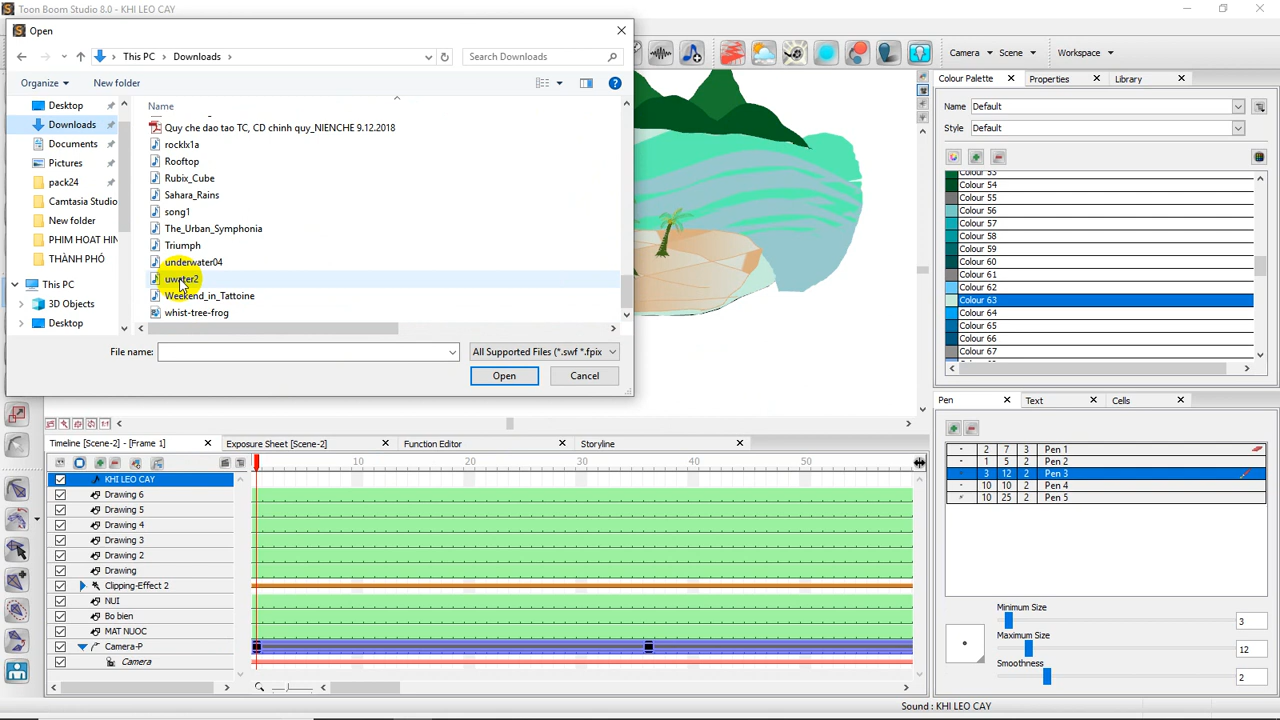 Toon Boom Studio 8.0 - KHI LEO CAY
Open
This PC > Downloads >
Search Downloads
Organize
New folder
Name
Desktop
Downloads
Documents
Pictures
pack24
Camtasia Studio
New folder
PHIM HOAT HIN
THÀNH PHÓ
This PC
3D Objects
Desktop
Quy che dao tao TC, CD chinh quy_NIENCHE 9.12.2018
rocklx1a
Rooftop
Rubix_Cube
Sahara_Rains
song1
The_Urban_Symphonia
Triumph
underwater04
uwater2
Weekend_in_Tattoine
whist-tree-frog
File name:
All Supported Files (*.swf *.fpix
Open
Cancel
Camera
Scene
Workspace
Colour Palette
Properties
Library
Name
Default
Style
Default
Colour 53
Colour 54
Colour 55
Colour 56
Colour 57
Colour 58
Colour 59
Colour 60
Colour 61
Colour 62
Colour 63
Colour 64
Colour 65
Colour 66
Colour 67
Pen
Text
Cells
2 7 3 Pen 1
1 5 2 Pen 2
3 12 2 Pen 3
10 10 2 Pen 4
10 25 2 Pen 5
Minimum Size
3
Maximum Size
12
Smoothness
2
Timeline [Scene-2] - [Frame 1]
Exposure Sheet [Scene-2]
Function Editor
Storyline
10 20 30 40 50
KHI LEO CAY
Drawing 6
Drawing 5
Drawing 4
Drawing 3
Drawing 2
Drawing
Clipping-Effect 2
NUI
Bo bien
MAT NUOC
Camera-P
Camera
Sound : KHI LEO CAY